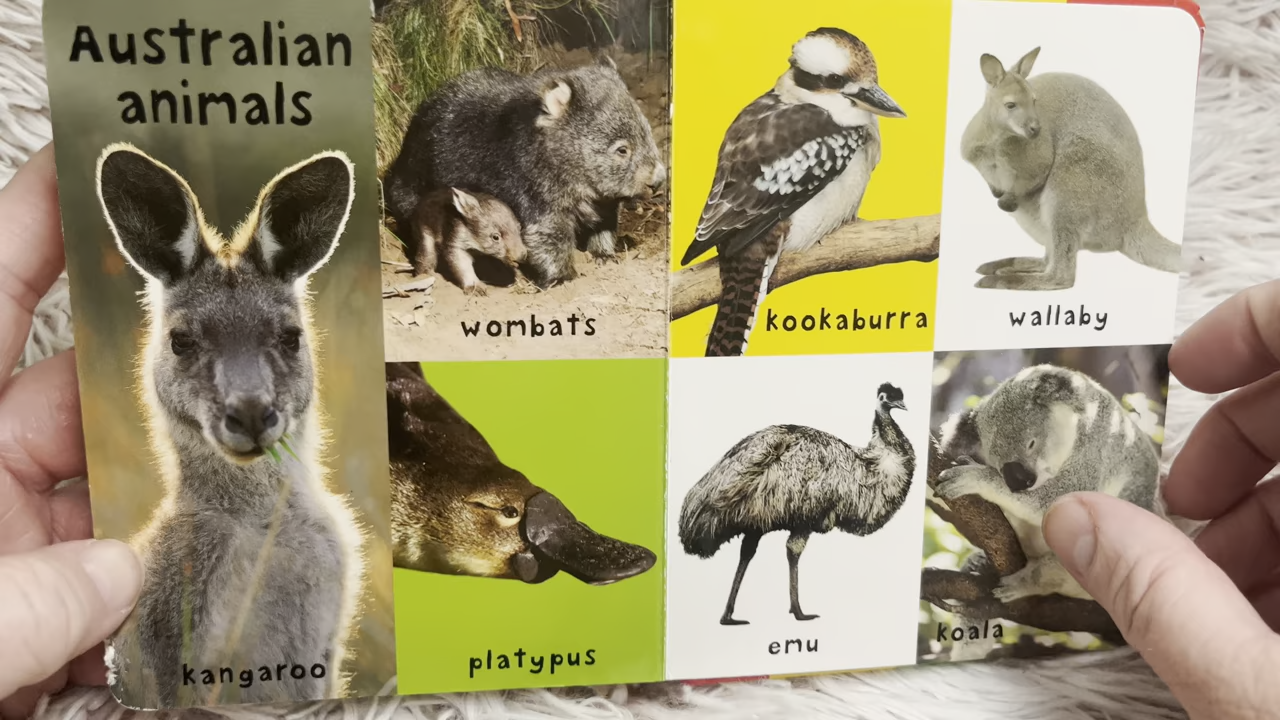 Australian
animals
kangaroo
wombats
platypus
kookaburra
wallaby
emu
koala